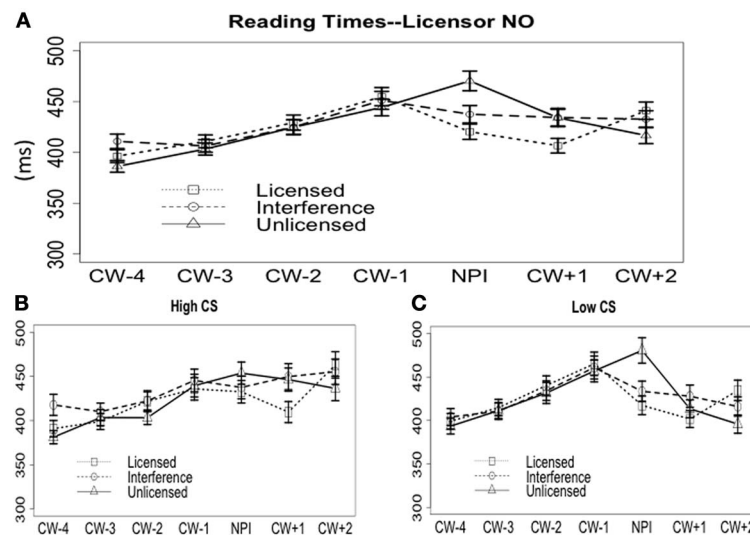 A
Reading Times--Licensor NO
500
450
400
350
300
(ms)
Licensed
Interference
Unlicensed
CW-4 CW-3 CW-2 CW-1 NPI CW+1 CW+2
B
High CS
500
450
400
350
300
Licensed
Interference
Unlicensed
CW-4 CW-3 CW-2 CW-1 NPI CW+1 CW+2
C
Low CS
500
450
400
350
300
Licensed
Interference
Unlicensed
CW-4 CW-3 CW-2 CW-1 NPI CW+1 CW+2